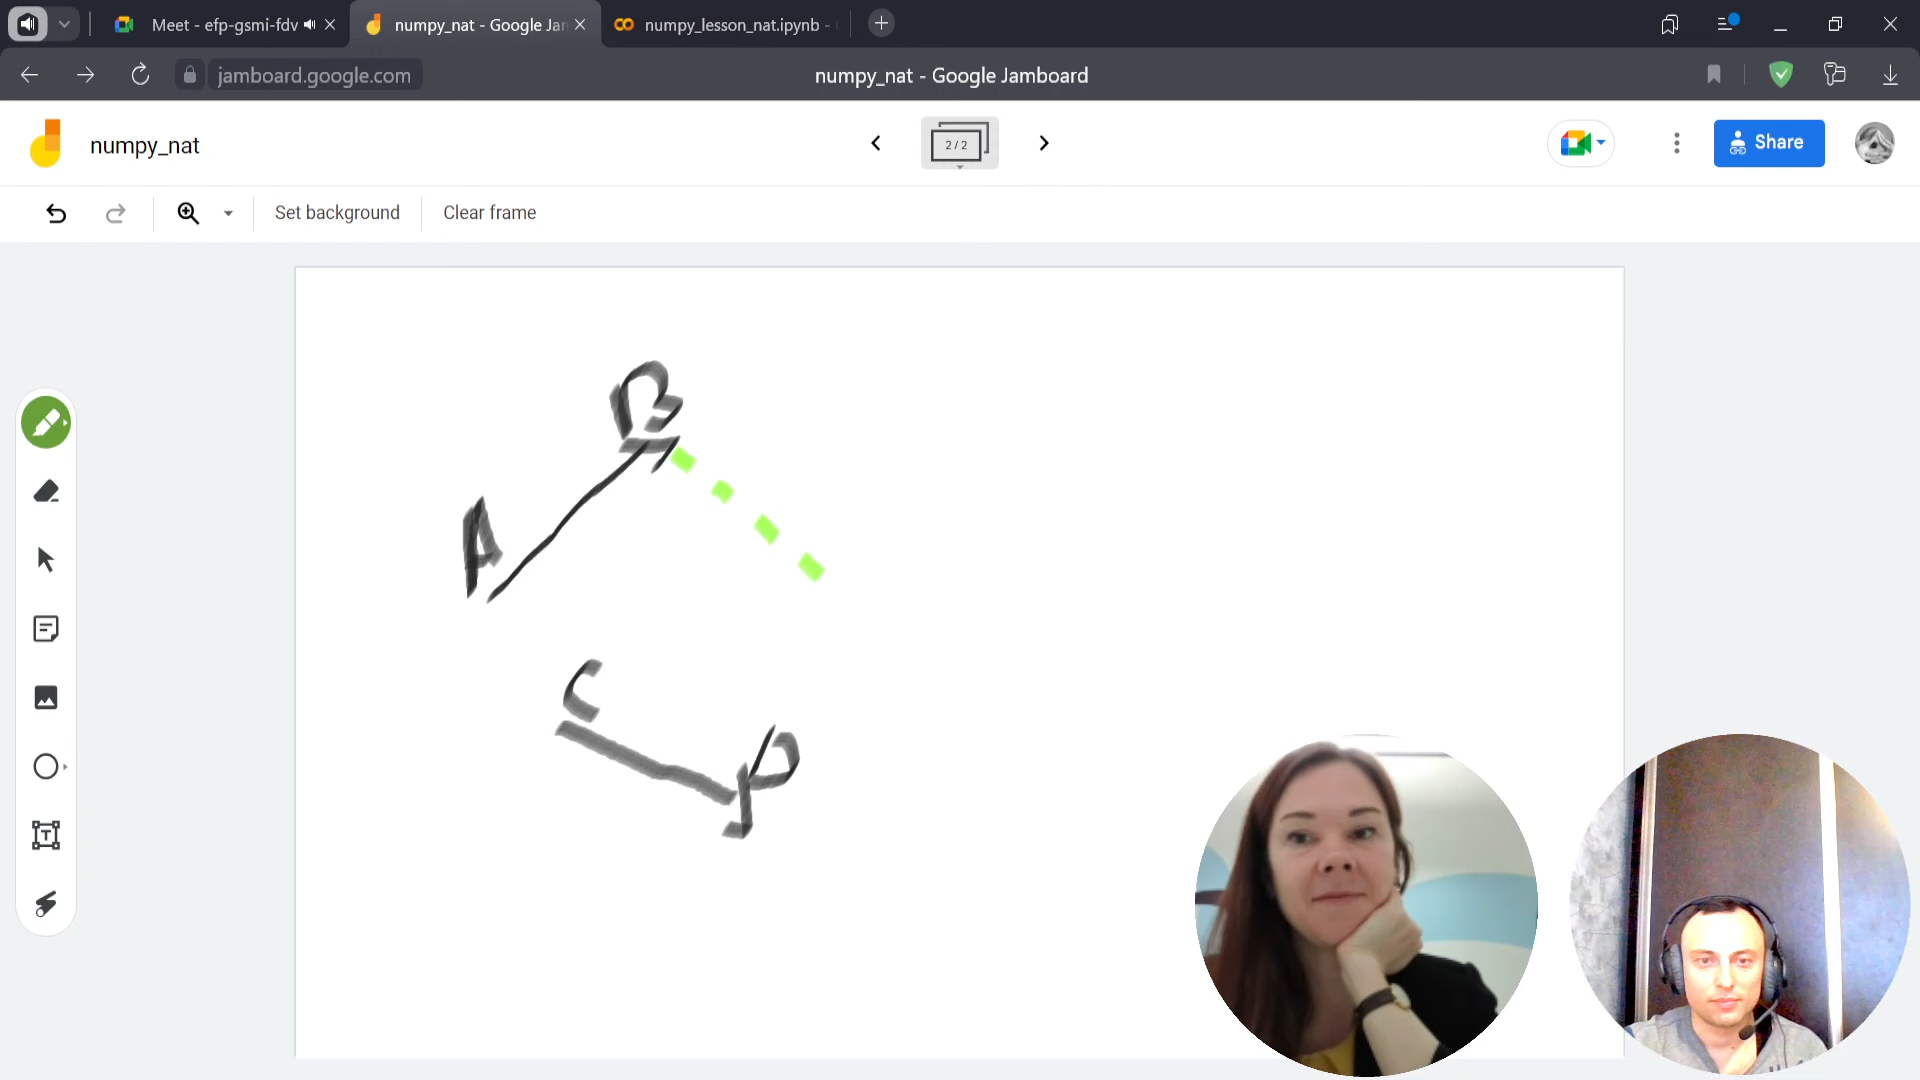 Meet - efp-gsmi-fdv
numpy_nat - Google Jan
numpy_lesson_nat.ipynb -
jamboard.google.com
numpy_nat - Google Jamboard
numpy_nat
2 / 2
Share
Set background
Clear frame
B
A
C